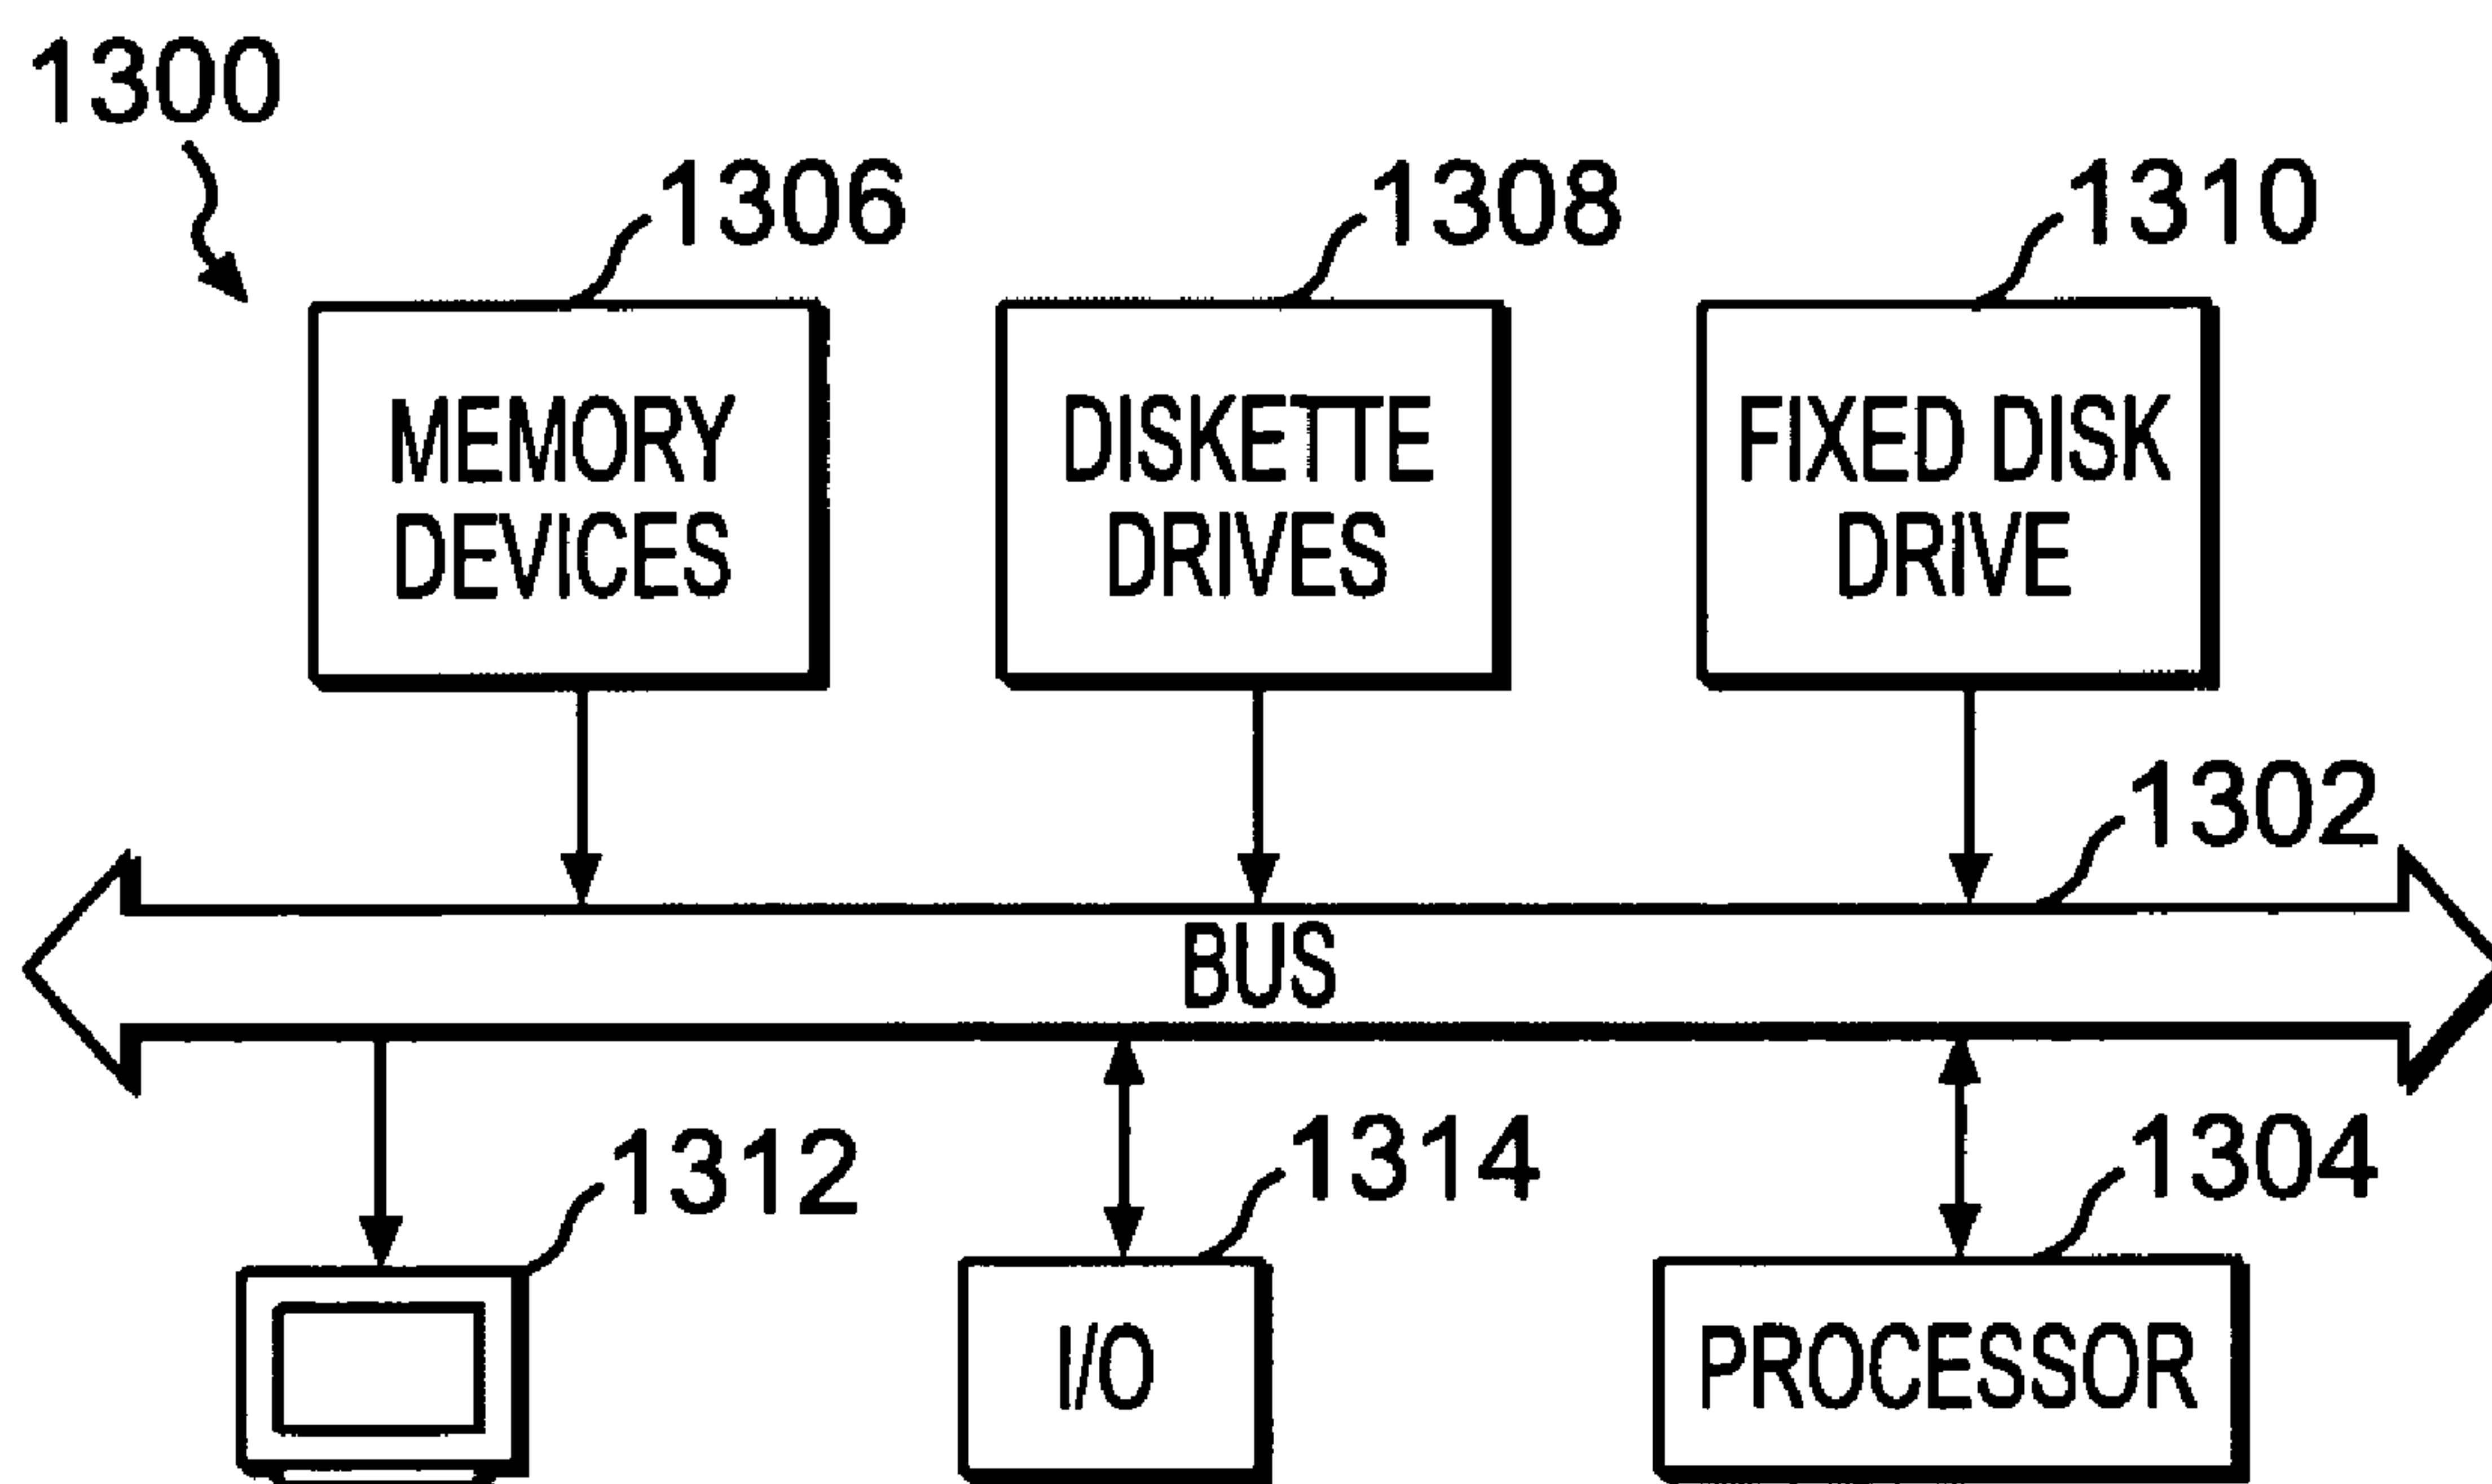 1300
1306
1308
1310
MEMORY
DEVICES
DISKETTE
DRIVES
FIXED DISK
DRIVE
1302
BUS
1312
1314
1304
I/O
PROCESSOR